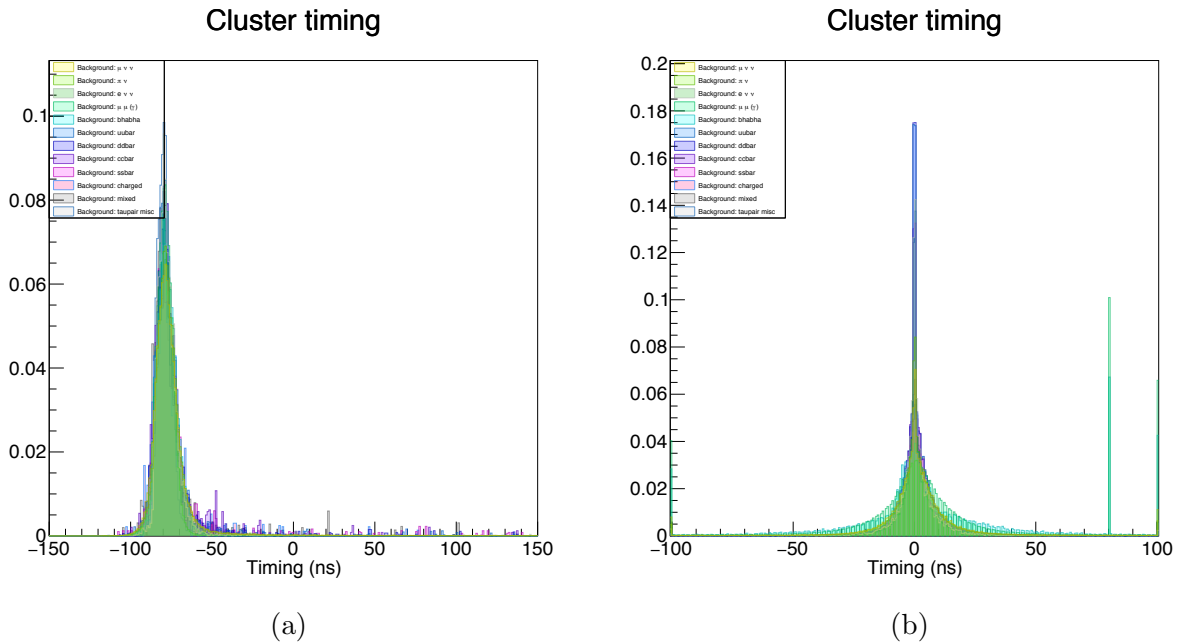 Cluster timing
0.1
0.08
0.06
0.04
0.02
0
−150
−100
−50
0
50
100
150
Timing (ns)
Background: μ ν ν
Background: π ν
Background: e ν ν
Background: μ μ (γ)
Background: bhabha
Background: uubar
Background: ddbar
Background: ccbar
Background: ssbar
Background: charged
Background: mixed
Background: taupair misc
(a)
Cluster timing
0.2
0.18
0.16
0.14
0.12
0.1
0.08
0.06
0.04
0.02
0
−100
−50
0
50
100
Timing (ns)
Background: μ ν ν
Background: π ν
Background: e ν ν
Background: μ μ (γ)
Background: bhabha
Background: uubar
Background: ddbar
Background: ccbar
Background: ssbar
Background: charged
Background: mixed
Background: taupair misc
(b)